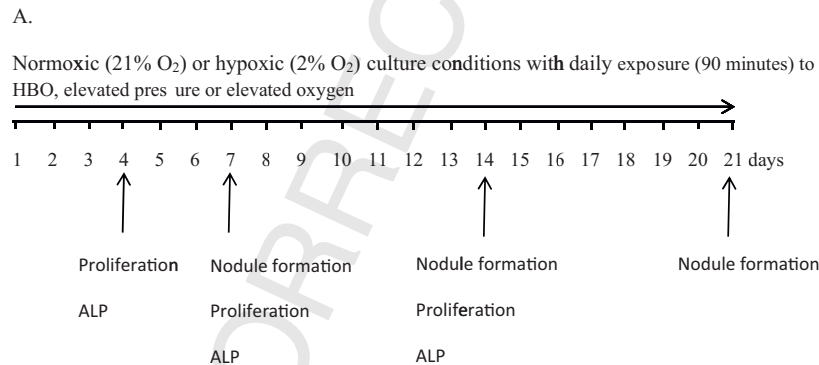 A.
Normoxic (21% O₂) or hypoxic (2% O₂) culture conditions with daily exposure (90 minutes) to
HBO, elevated pres ure or elevated oxygen
1 2 3 4 5 6 7 8 9 10 11 12 13 14 15 16 17 18 19 20 21 days
Proliferation Nodule formation Nodule formation Nodule formation
ALP Proliferation Proliferation
ALP ALP
ORREC